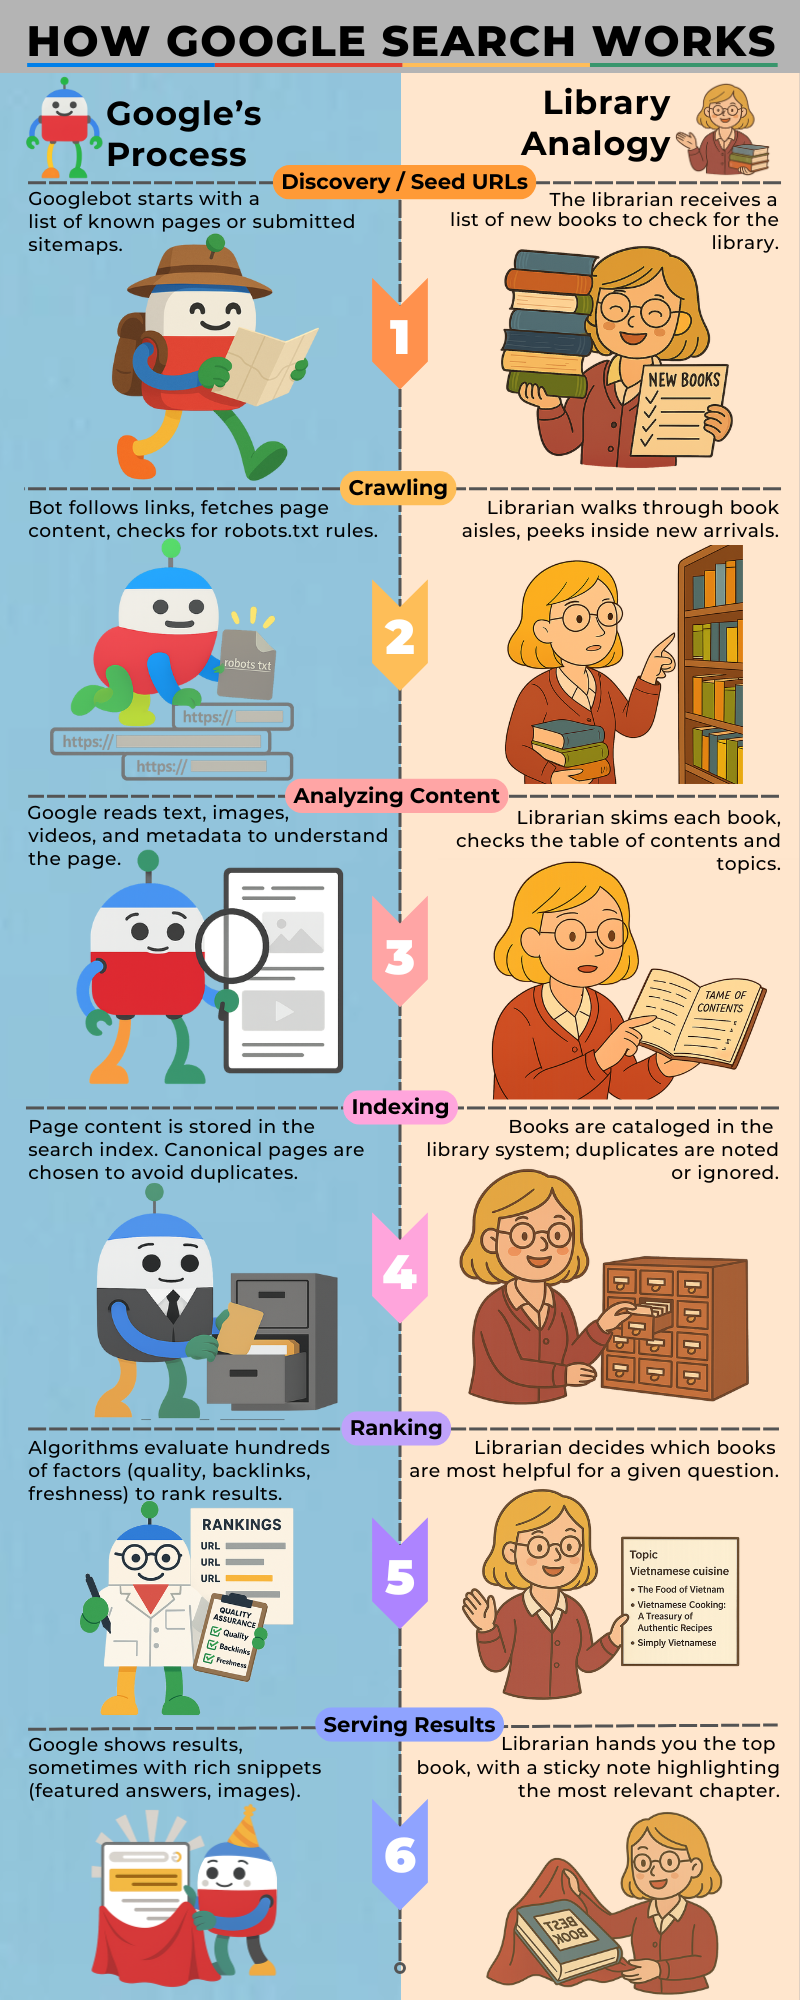 HOW GOOGLE SEARCH WORKS
Google's
Process
Library
Analogy
Discovery / Seed URLs
Googlebot starts with a
list of known pages or submitted
sitemaps.
The librarian receives a
list of new books to check for the
library.
1
NEW BOOKS
Crawling
Bot follows links, fetches page
content, checks for robots.txt rules.
Librarian walks through book
aisles, peeks inside new arrivals.
2
robots txt
https://
https://
https://
Analyzing Content
Google reads text, images,
videos, and metadata to understand
the page.
Librarian skims each book,
checks the table of contents and
topics.
3
TAME OF
CONTENTS
Indexing
Page content is stored in the
search index. Canonical pages are
chosen to avoid duplicates.
Books are cataloged in the
library system; duplicates are noted
or ignored.
4
Ranking
Algorithms evaluate hundreds
of factors (quality, backlinks,
freshness) to rank results.
Librarian decides which books
are most helpful for a given question.
5
RANKINGS
URL
URL
URL
QUALITY
ASSURANCE
Quality
Backlinks
Freshness
Topic
Vietnamese cuisine
• The Food of Vietnam
• Vietnamese Cooking:
A Treasury of
Authentic Recipes
• Simply Vietnamese
Serving Results
Google shows results,
sometimes with rich snippets
(featured answers, images).
Librarian hands you the top
book, with a sticky note highlighting
the most relevant chapter.
6
BEST
BOOK